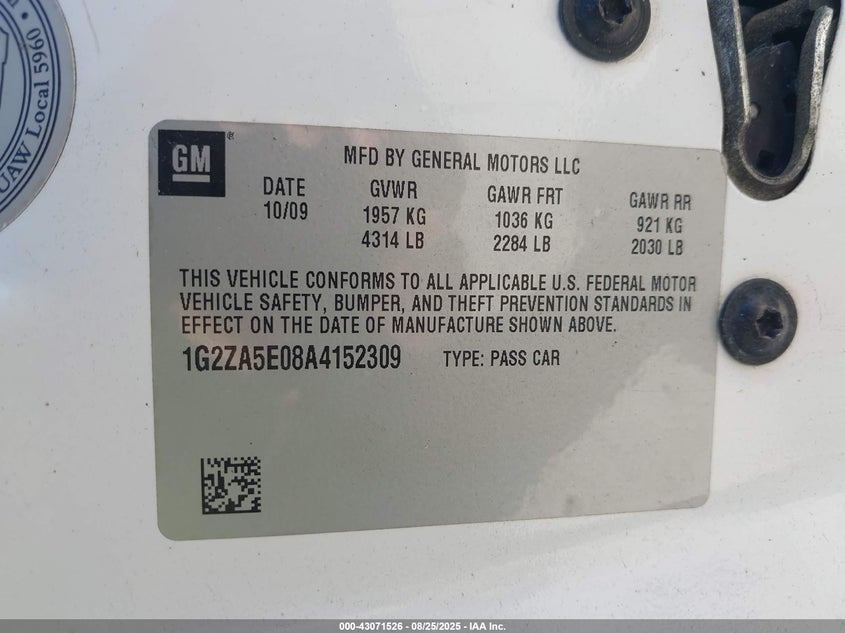 UAW Local 5960
GM ®
MFD BY GENERAL MOTORS LLC
DATE GVWR GAWR FRT GAWR RR
10/09 1957 KG 1036 KG 921 KG
4314 LB 2284 LB 2030 LB
THIS VEHICLE CONFORMS TO ALL APPLICABLE U.S. FEDERAL MOTOR
VEHICLE SAFETY, BUMPER, AND THEFT PREVENTION STANDARDS IN
EFFECT ON THE DATE OF MANUFACTURE SHOWN ABOVE.
1G2ZA5E08A4152309 TYPE: PASS CAR
000-43071526 - 08/25/2025 - IAA Inc.